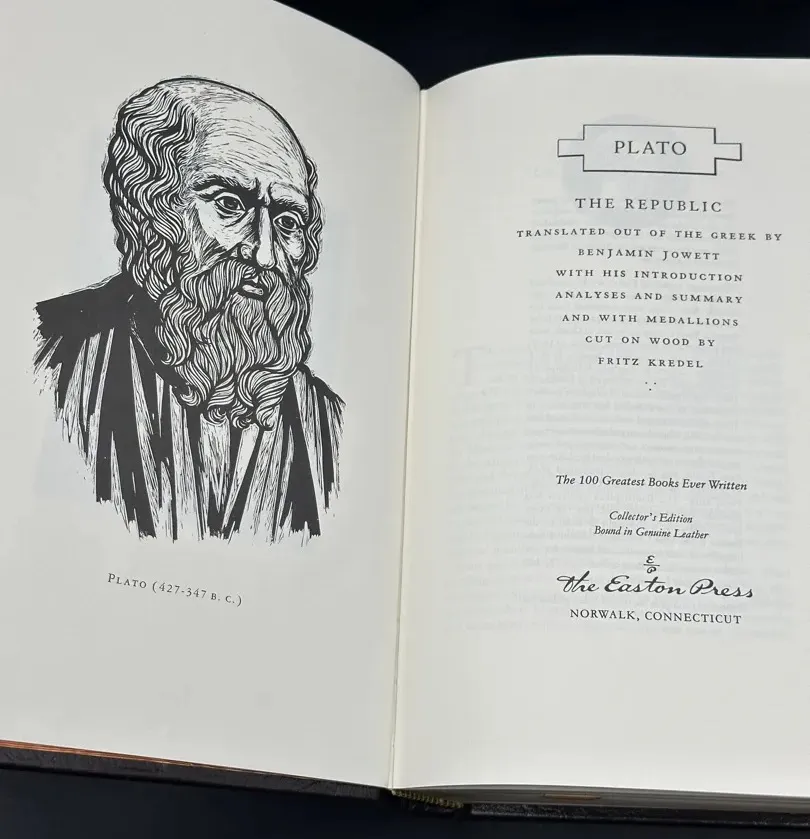 PLATO (427-347 B. C.)
PLATO
THE REPUBLIC
TRANSLATED OUT OF THE GREEK BY
BENJAMIN JOWETT
WITH HIS INTRODUCTION
ANALYSES AND SUMMARY
AND WITH MEDALLIONS
CUT ON WOOD BY
FRITZ KREDEL
The 100 Greatest Books Ever Written
Collector's Edition
Bound in Genuine Leather
E
P
The Easton Press
NORWALK, CONNECTICUT